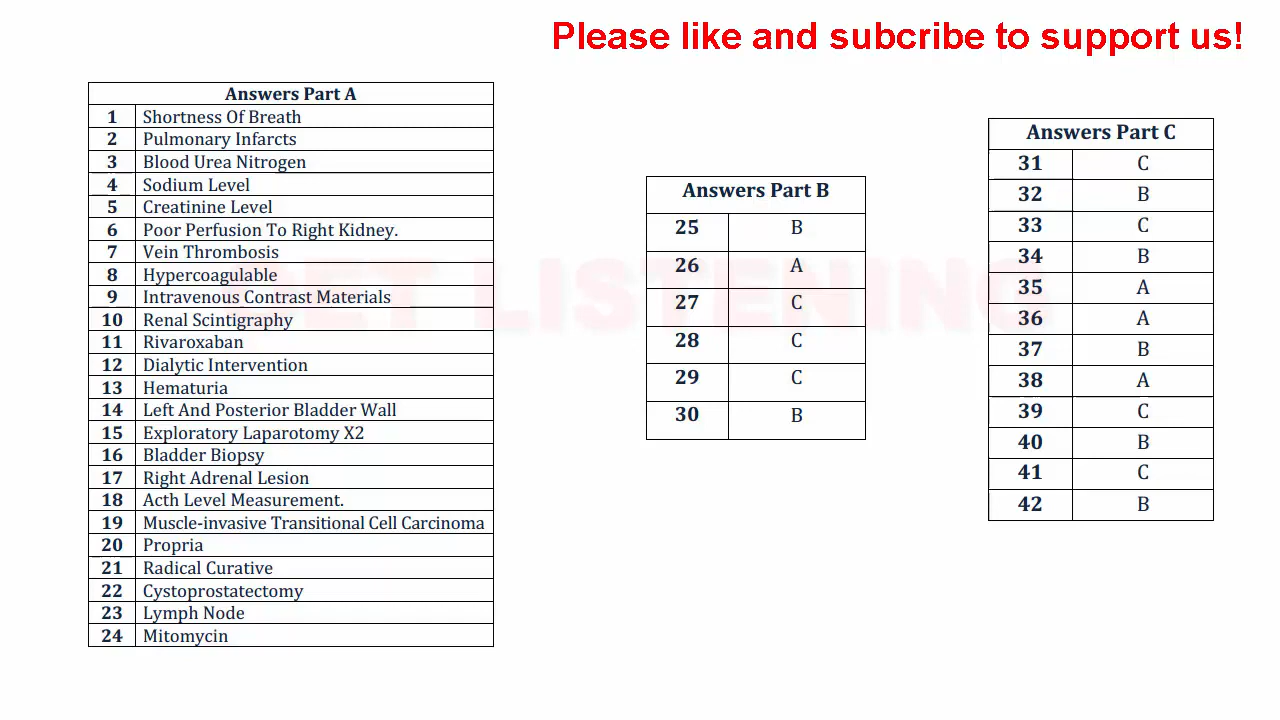 Please like and subcribe to support us!
Answers Part A
1 Shortness Of Breath
2 Pulmonary Infarcts
3 Blood Urea Nitrogen
4 Sodium Level
5 Creatinine Level
6 Poor Perfusion To Right Kidney.
7 Vein Thrombosis
8 Hypercoagulable
9 Intravenous Contrast Materials
10 Renal Scintigraphy
11 Rivaroxaban
12 Dialytic Intervention
13 Hematuria
14 Left And Posterior Bladder Wall
15 Exploratory Laparotomy X2
16 Bladder Biopsy
17 Right Adrenal Lesion
18 Acth Level Measurement.
19 Muscle-invasive Transitional Cell Carcinoma
20 Propria
21 Radical Curative
22 Cystoprostatectomy
23 Lymph Node
24 Mitomycin
Answers Part B
25 B
26 A
27 C
28 C
29 C
30 B
Answers Part C
31 C
32 B
33 C
34 B
35 A
36 A
37 B
38 A
39 C
40 B
41 C
42 B
OET LISTENING